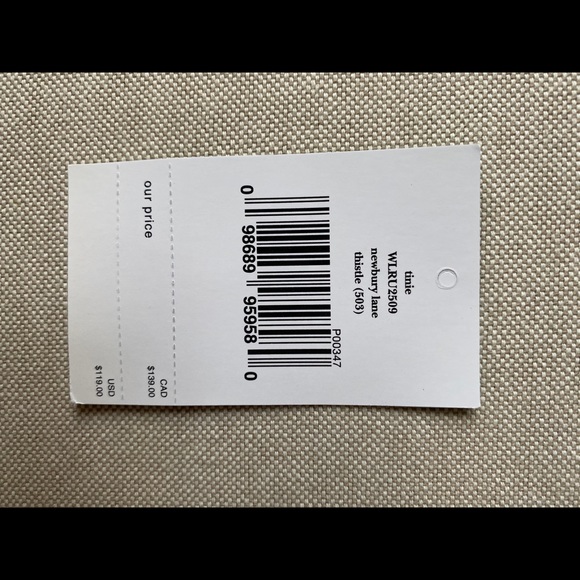 tinie
WLRU2509
newbury lane
thistle (503)
P00347
0 98689 95958 0
our price
CAD
$139.00
USD
$119.00